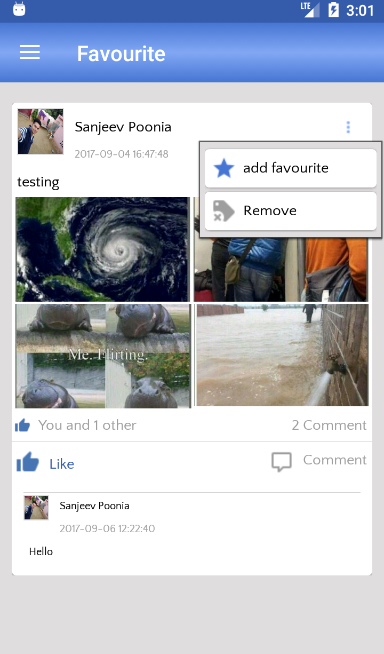 LTE 3:01
Favourite
Sanjeev Poonia
2017-09-04 16:47:48
add favourite
Remove
testing
Me. Flirting.
You and 1 other 2 Comment
Like Comment
Sanjeev Poonia
2017-09-06 12:22:40
Hello